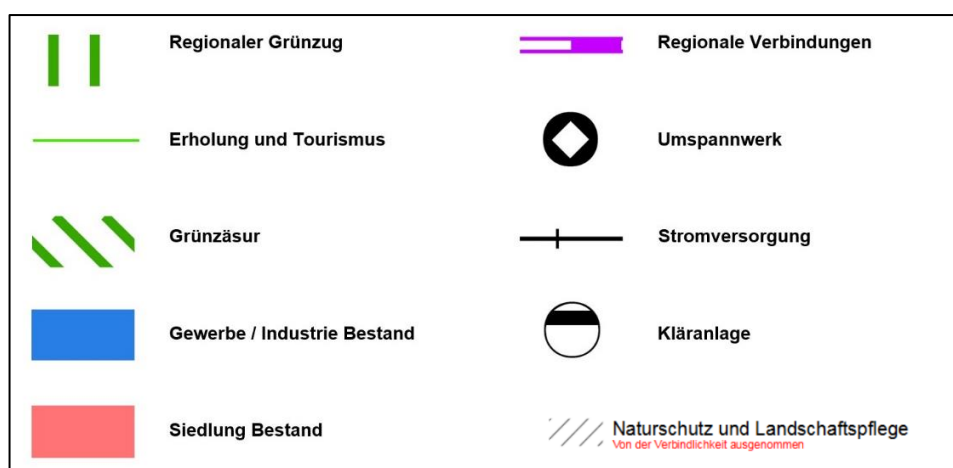 Regionaler Grünzug
Regionale Verbindungen
Erholung und Tourismus
Umspannwerk
Grünzäsur
Stromversorgung
Gewerbe / Industrie Bestand
Kläranlage
Siedlung Bestand
Naturschutz und Landschaftspflege
Von der Verbindlichkeit ausgenommen